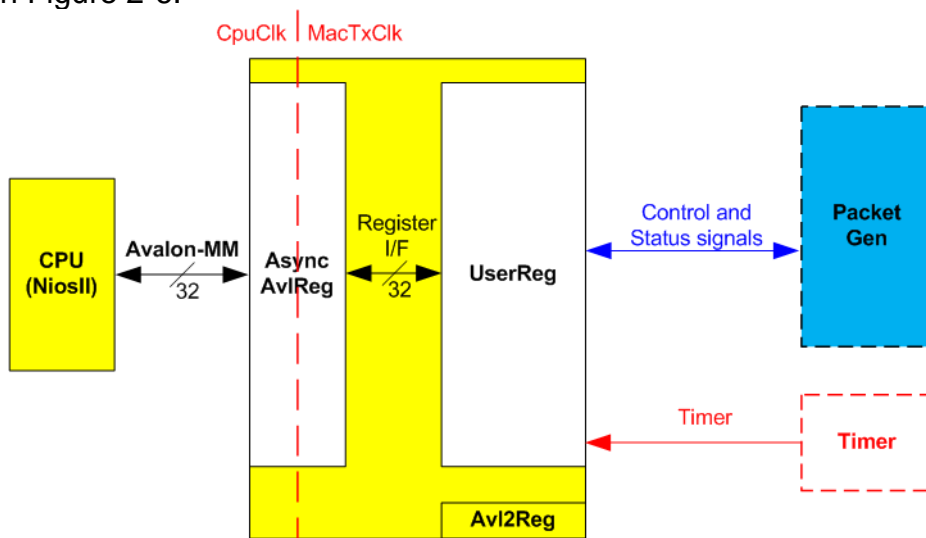 n Figure 2-3.
CpuClk MacTxClk
CPU
(NiosII)
Avalon-MM
32
Async
AvlReg
Register
I/F
32
UserReg
Control and
Status signals
Packet
Gen
Timer
Timer
Avl2Reg